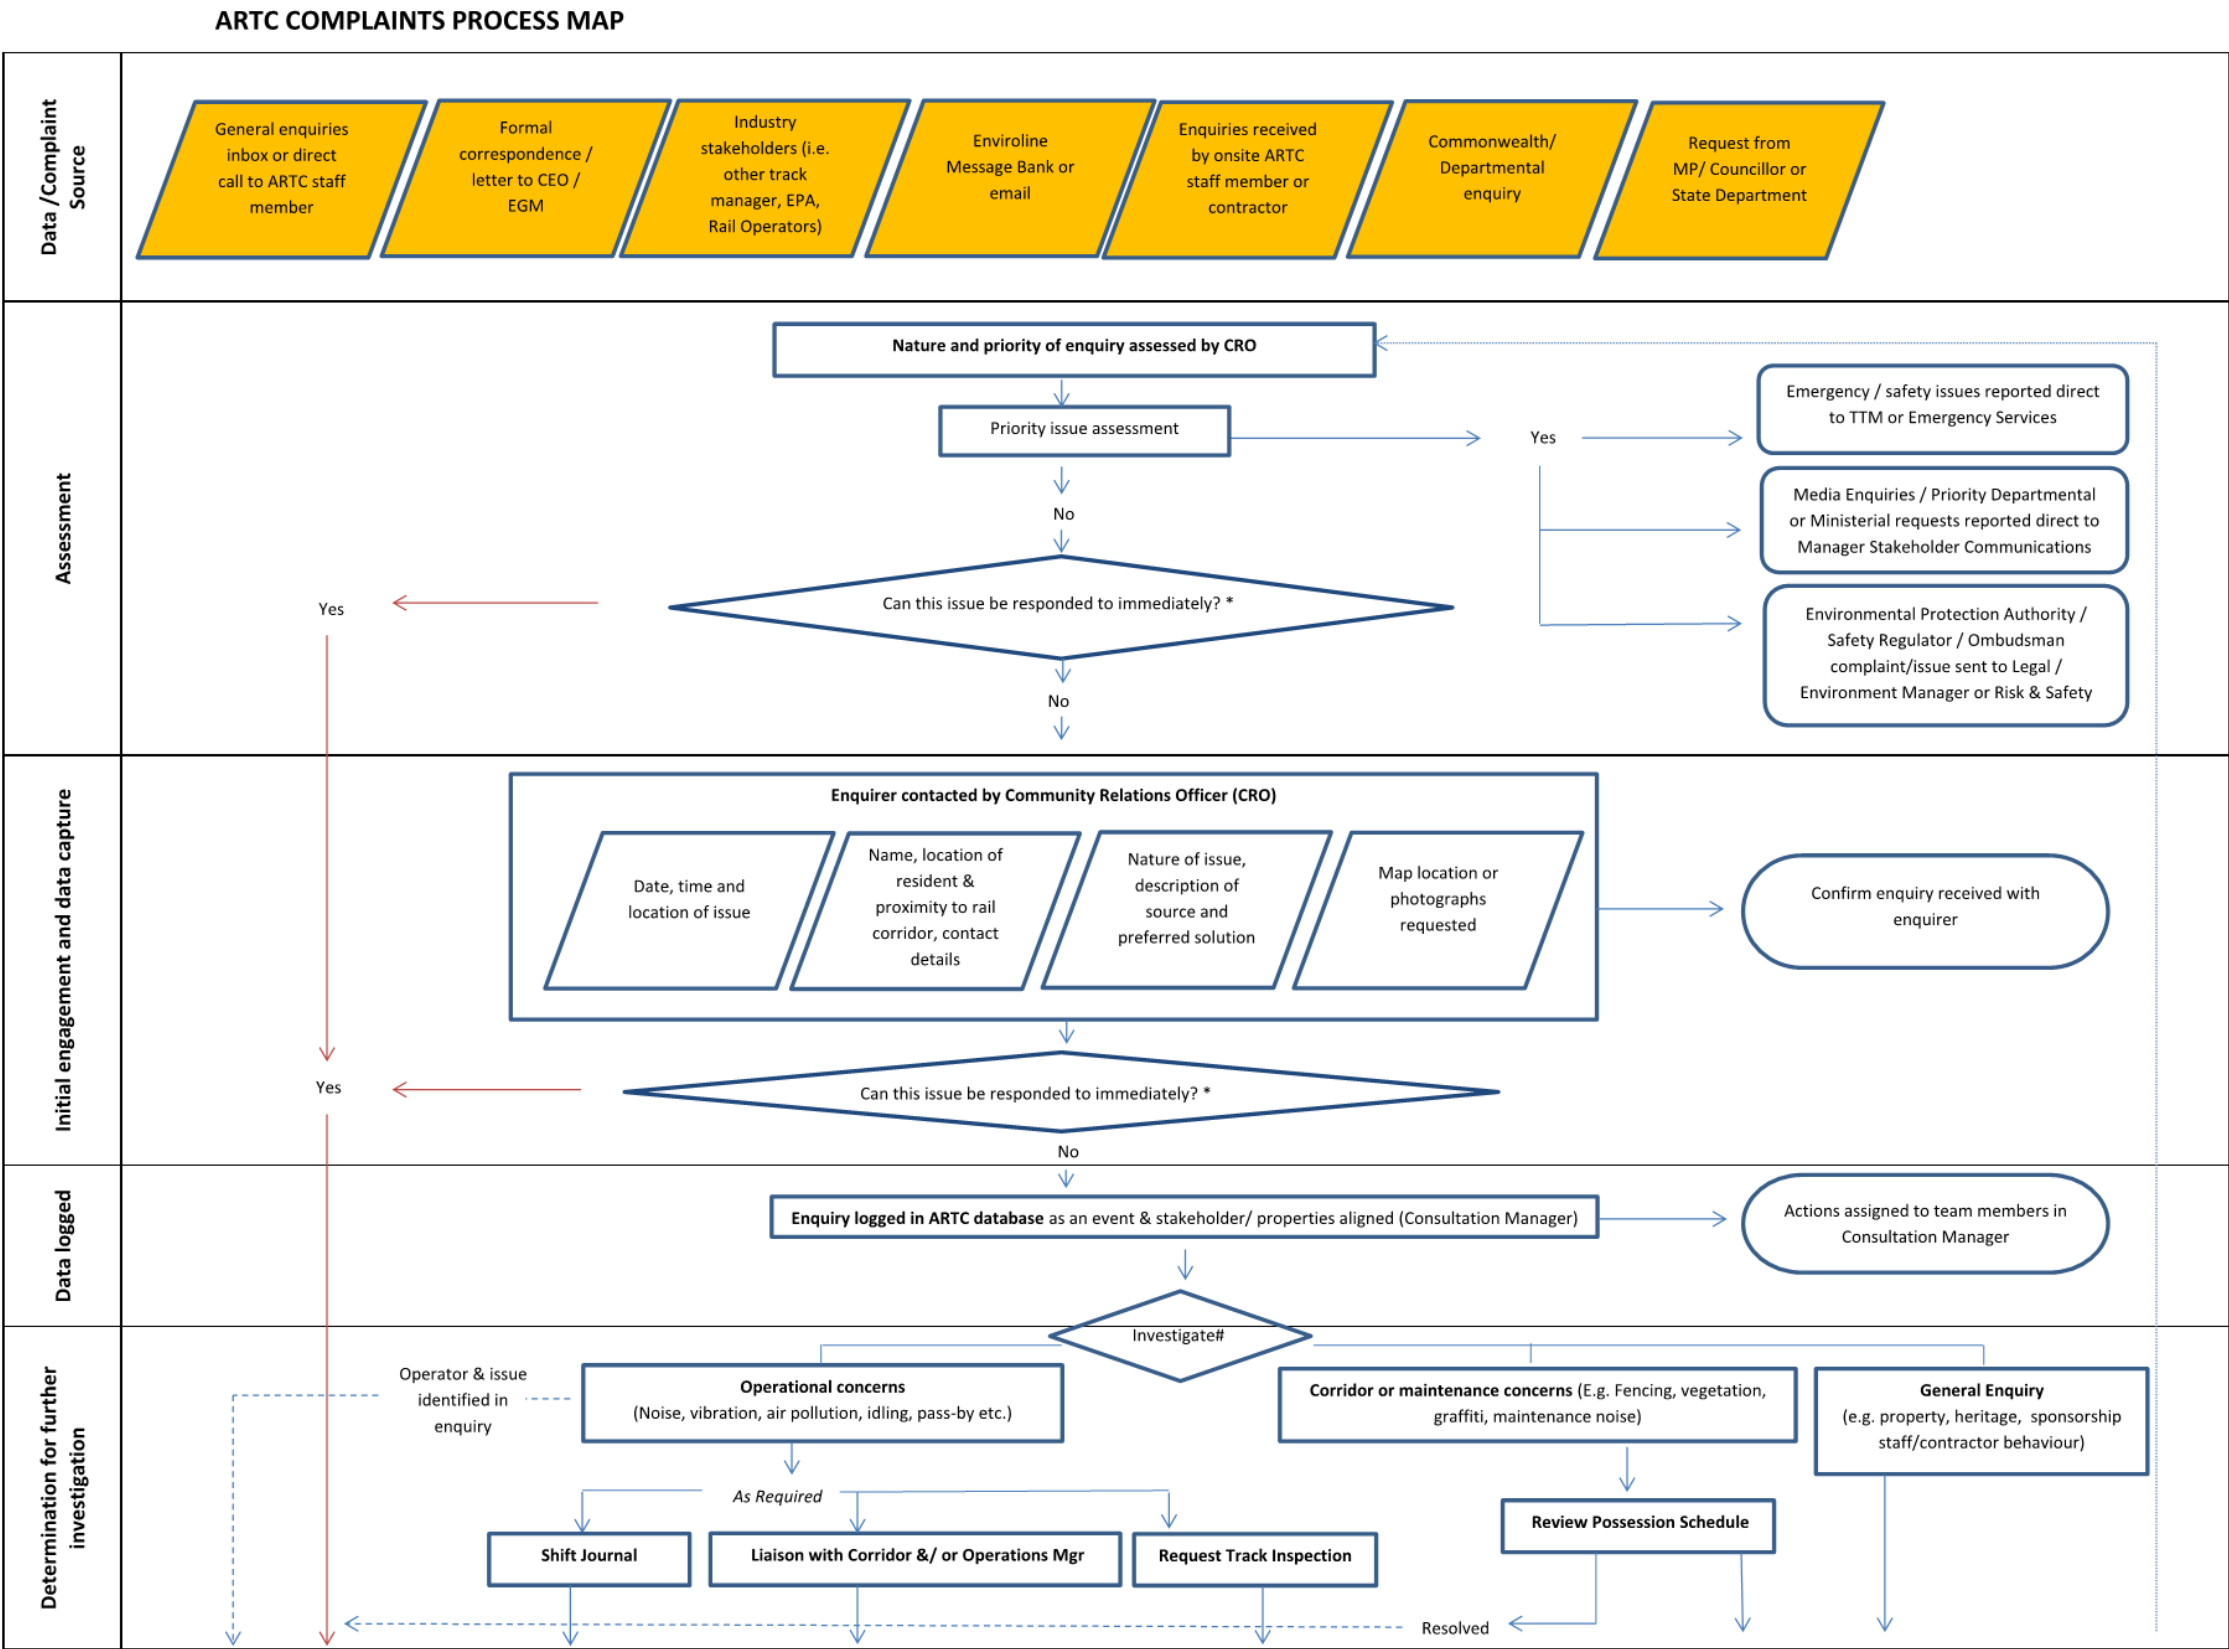 ARTC COMPLAINTS PROCESS MAP
Data /Complaint
Source
General enquiries
inbox or direct
call to ARTC staff
member
Formal
correspondence /
letter to CEO /
EGM
Industry
stakeholders (i.e.
other track
manager, EPA,
Rail Operators)
Enviroline
Message Bank or
email
Enquiries received
by onsite ARTC
staff member or
contractor
Commonwealth/
Departmental
enquiry
Request from
MP/ Councillor or
State Department
Assessment
Nature and priority of enquiry assessed by CRO
Priority issue assessment
Yes
Emergency / safety issues reported direct
to TTM or Emergency Services
Media Enquiries / Priority Departmental
or Ministerial requests reported direct to
Manager Stakeholder Communications
Environmental Protection Authority /
Safety Regulator / Ombudsman
complaint/issue sent to Legal /
Environment Manager or Risk & Safety
No
Can this issue be responded to immediately? *
Yes
No
Initial engagement and data capture
Enquirer contacted by Community Relations Officer (CRO)
Date, time and
location of issue
Name, location of
resident &
proximity to rail
corridor, contact
details
Nature of issue,
description of
source and
preferred solution
Map location or
photographs
requested
Confirm enquiry received with
enquirer
Can this issue be responded to immediately? *
Yes
No
Data logged
Enquiry logged in ARTC database as an event & stakeholder/ properties aligned (Consultation Manager)
Actions assigned to team members in
Consultation Manager
Investigate#
Determination for further
investigation
Operator & issue
identified in
enquiry
Operational concerns
(Noise, vibration, air pollution, idling, pass-by etc.)
Corridor or maintenance concerns (E.g. Fencing, vegetation,
graffiti, maintenance noise)
General Enquiry
(e.g. property, heritage, sponsorship
staff/contractor behaviour)
As Required
Shift Journal
Liaison with Corridor &/ or Operations Mgr
Request Track Inspection
Review Possession Schedule
Resolved